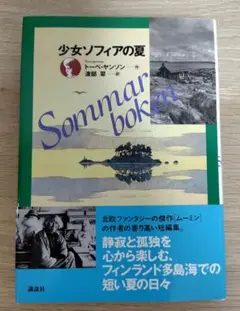 少女ソフィアの夏
トーベ・ヤンソン 作
渡部 翠 訳
Sommar
boken
北欧ファンタジーの傑作[ムーミン]
の作者の香り高い短編集。
静寂と孤独を
心から楽しむ、
フィンランド多島海での
短い夏の日々
講談社